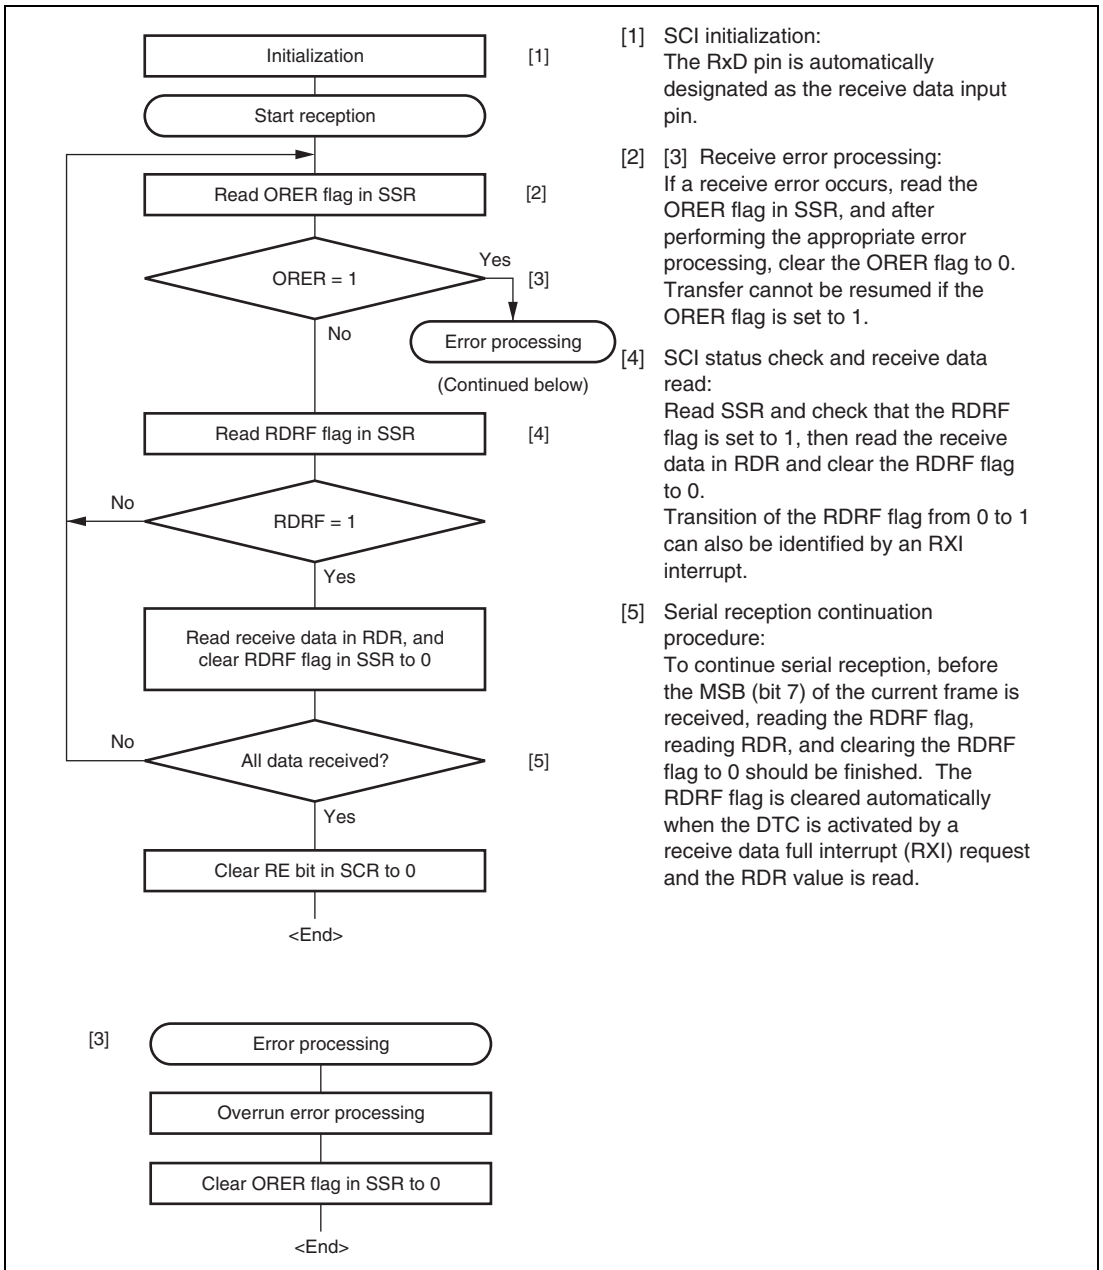 Initialization
[1]
Start reception
Read ORER flag in SSR
[2]
ORER = 1
Yes
[3]
No
Error processing
(Continued below)
Read RDRF flag in SSR
[4]
No
RDRF = 1
Yes
Read receive data in RDR, and
clear RDRF flag in SSR to 0
No
All data received?
[5]
Yes
Clear RE bit in SCR to 0
<End>
[3]
Error processing
Overrun error processing
Clear ORER flag in SSR to 0
<End>
[1] SCI initialization:
The RxD pin is automatically
designated as the receive data input
pin.
[2] [3] Receive error processing:
If a receive error occurs, read the
ORER flag in SSR, and after
performing the appropriate error
processing, clear the ORER flag to 0.
Transfer cannot be resumed if the
ORER flag is set to 1.
[4] SCI status check and receive data
read:
Read SSR and check that the RDRF
flag is set to 1, then read the receive
data in RDR and clear the RDRF flag
to 0.
Transition of the RDRF flag from 0 to 1
can also be identified by an RXI
interrupt.
[5] Serial reception continuation
procedure:
To continue serial reception, before
the MSB (bit 7) of the current frame is
received, reading the RDRF flag,
reading RDR, and clearing the RDRF
flag to 0 should be finished. The
RDRF flag is cleared automatically
when the DTC is activated by a
receive data full interrupt (RXI) request
and the RDR value is read.